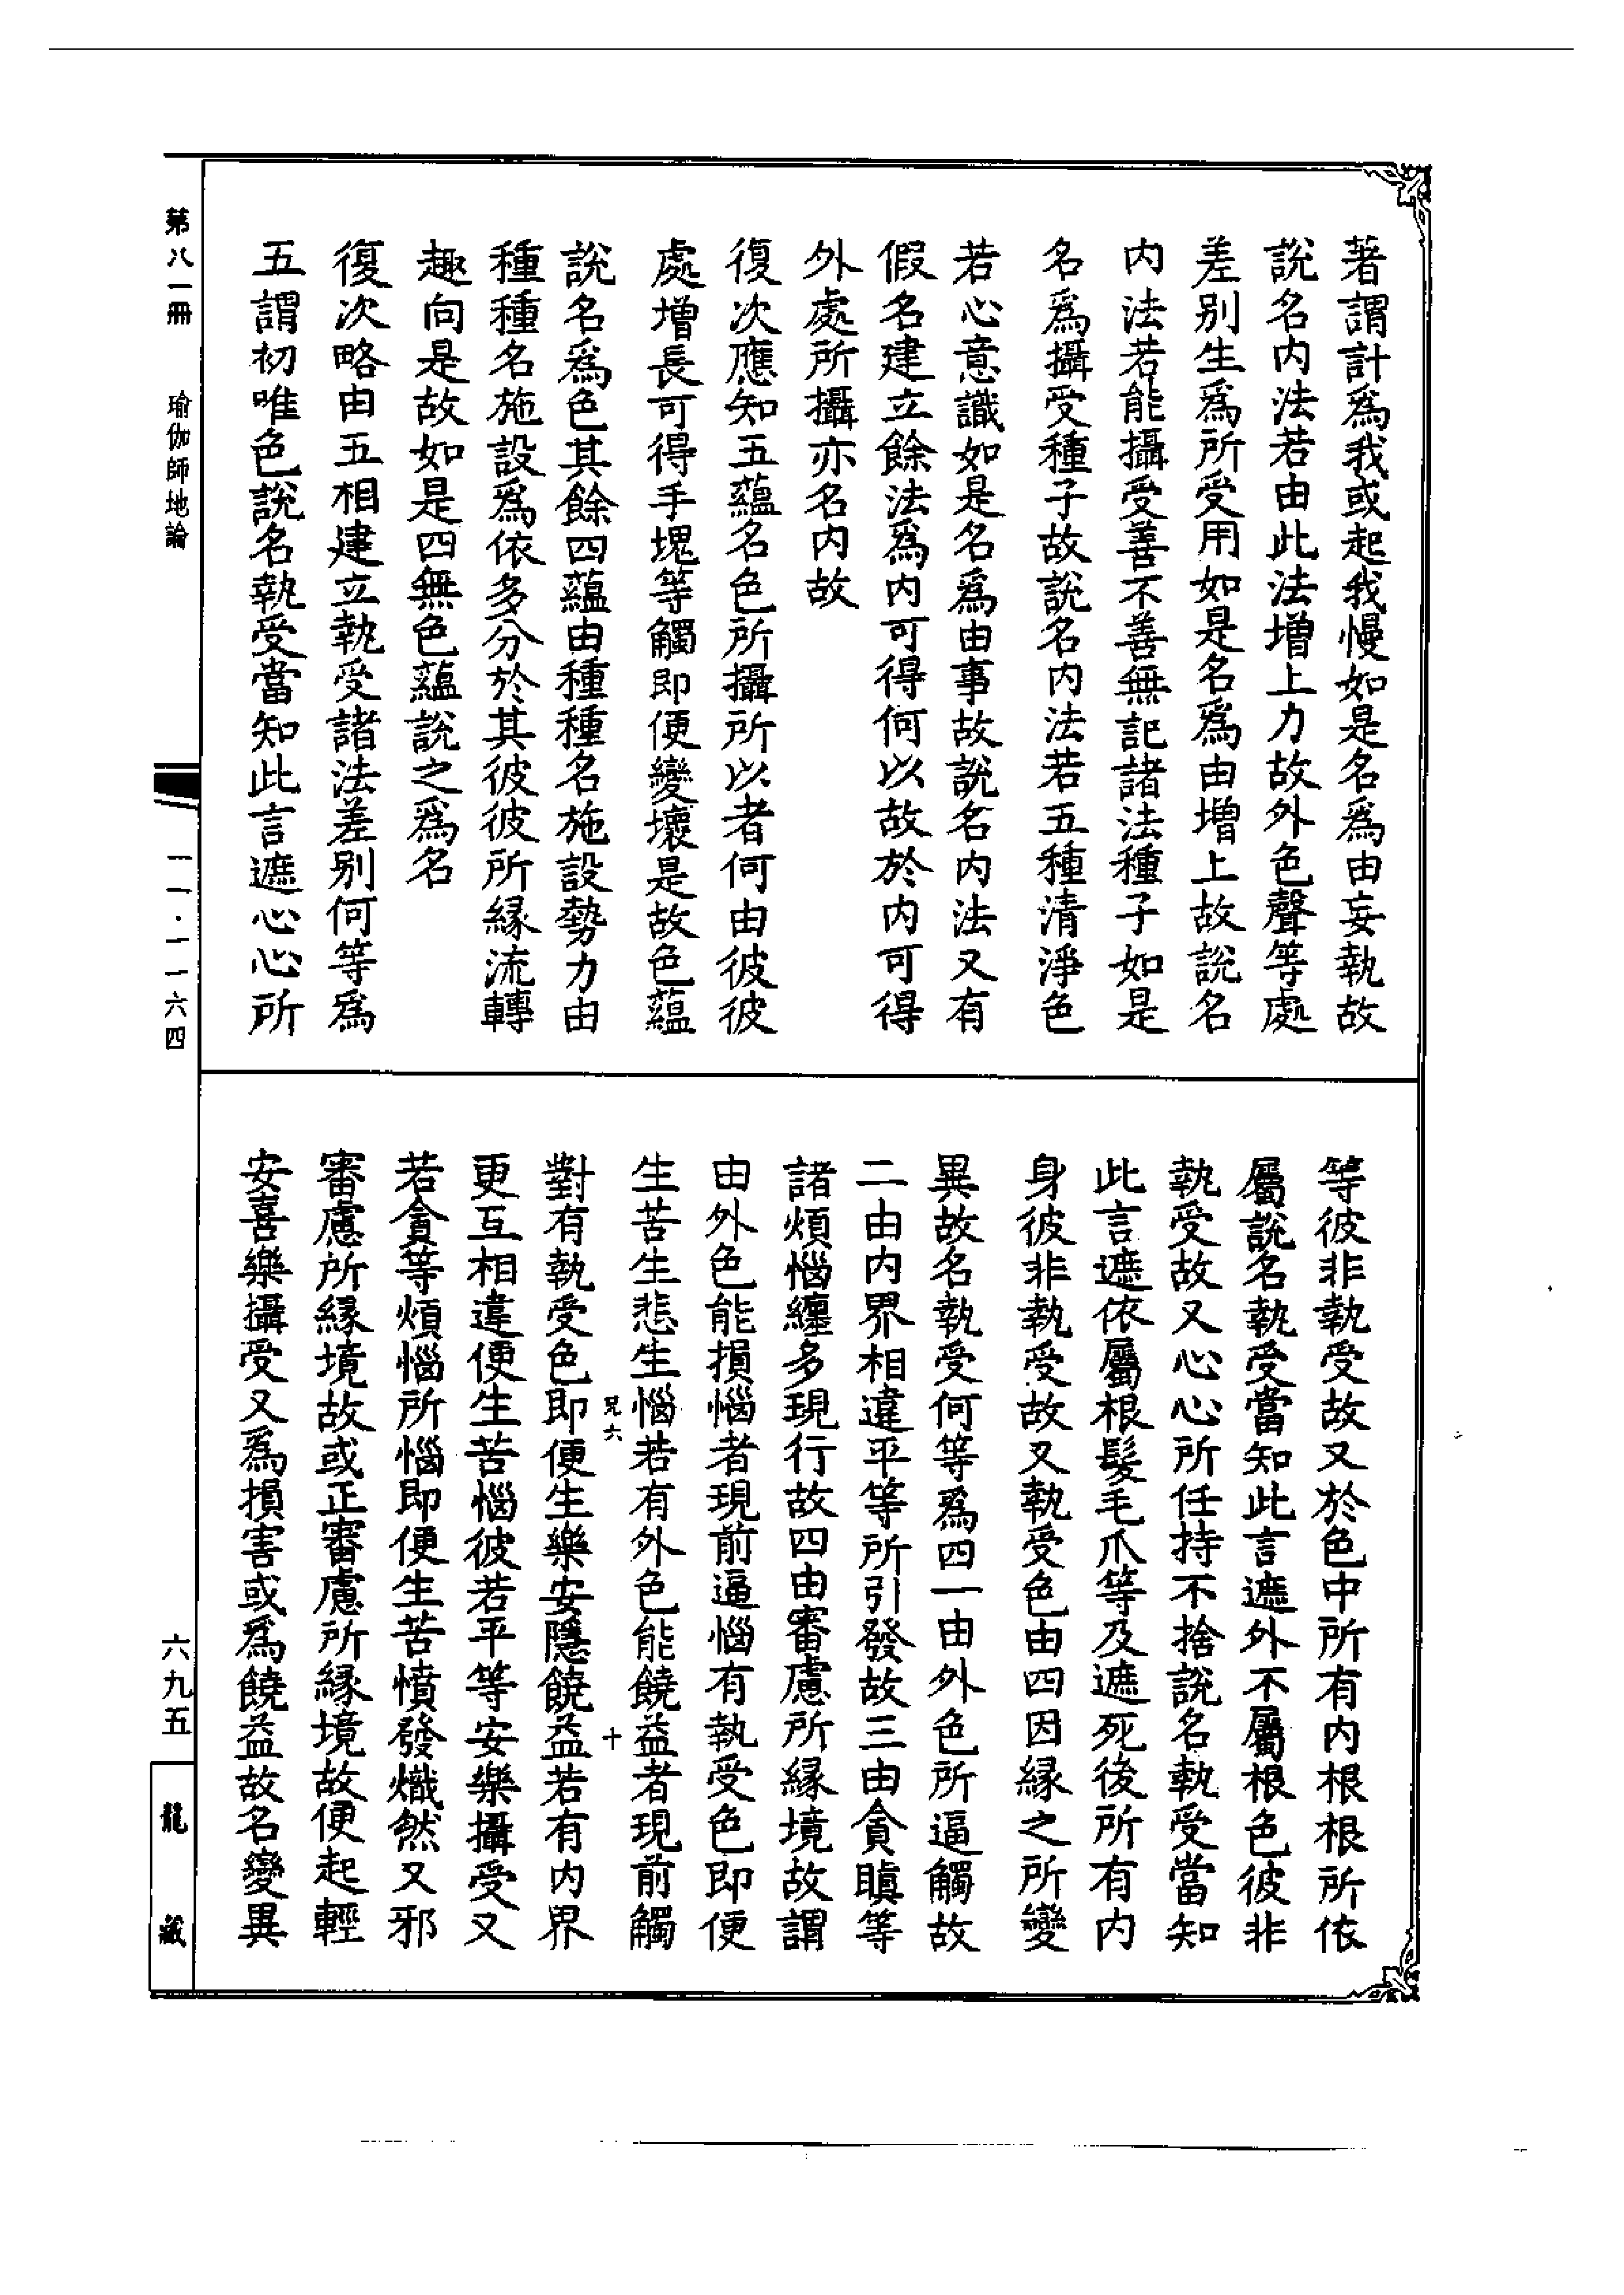 著謂計爲我或起我慢如是名爲由妄執故
說名内法若由此法增上力故外色聲等處
差别生爲所受用如是名爲由增上故說名
内法若能攝受善不善無記諸法種子如是
名爲攝受種子故說名内法若五種清淨色
若心意識如是名爲由事故說名内法又有
假名建立餘法爲内可得何以故於内可得
外處所攝亦名内故
復次應知五蘊名色所攝所以者何由彼彼
處增長可得手塊等觸即便變壞是故色蘊
說名爲色其餘四蘊由種種名施設勢力由
種種名施設爲依多分於其彼彼所緣流轉
趣向是故如是四無色蘊說之爲名
復次略由五相建立執受諸法差别何等爲
五謂初唯色說名執受當知此言遮心心所
等彼非執受故又於色中所有内根根所依
屬說名執受當知此言遮外不屬根色彼非
執受故又心心所任持不捨說名執受當知
此言遮依屬根髮毛爪等及遮死後所有内
身彼非執受故又執受色由四因緣之所變
異故名執受何等爲四一由外色所逼觸故
二由内界相違平等所引發故三由貪瞋等
諸煩惱纏多現行故四由審慮所緣境故謂
由外色能損惱者現前逼惱有執受色即便
生苦生悲生惱若有外色能饒益者現前觸
對有執受色即便生樂安隱饒益若有内界
更互相違便生苦惱彼若平等安樂攝受又
若貪等煩惱所惱即便生苦憤發熾然又邪
審慮所緣境故或正審慮所緣境故便起輕
安喜樂攝受又爲損害或爲饒益故名變異
兄六
十
第八一冊
瑜伽師地論
一一·一一六四
六九五
龍藏